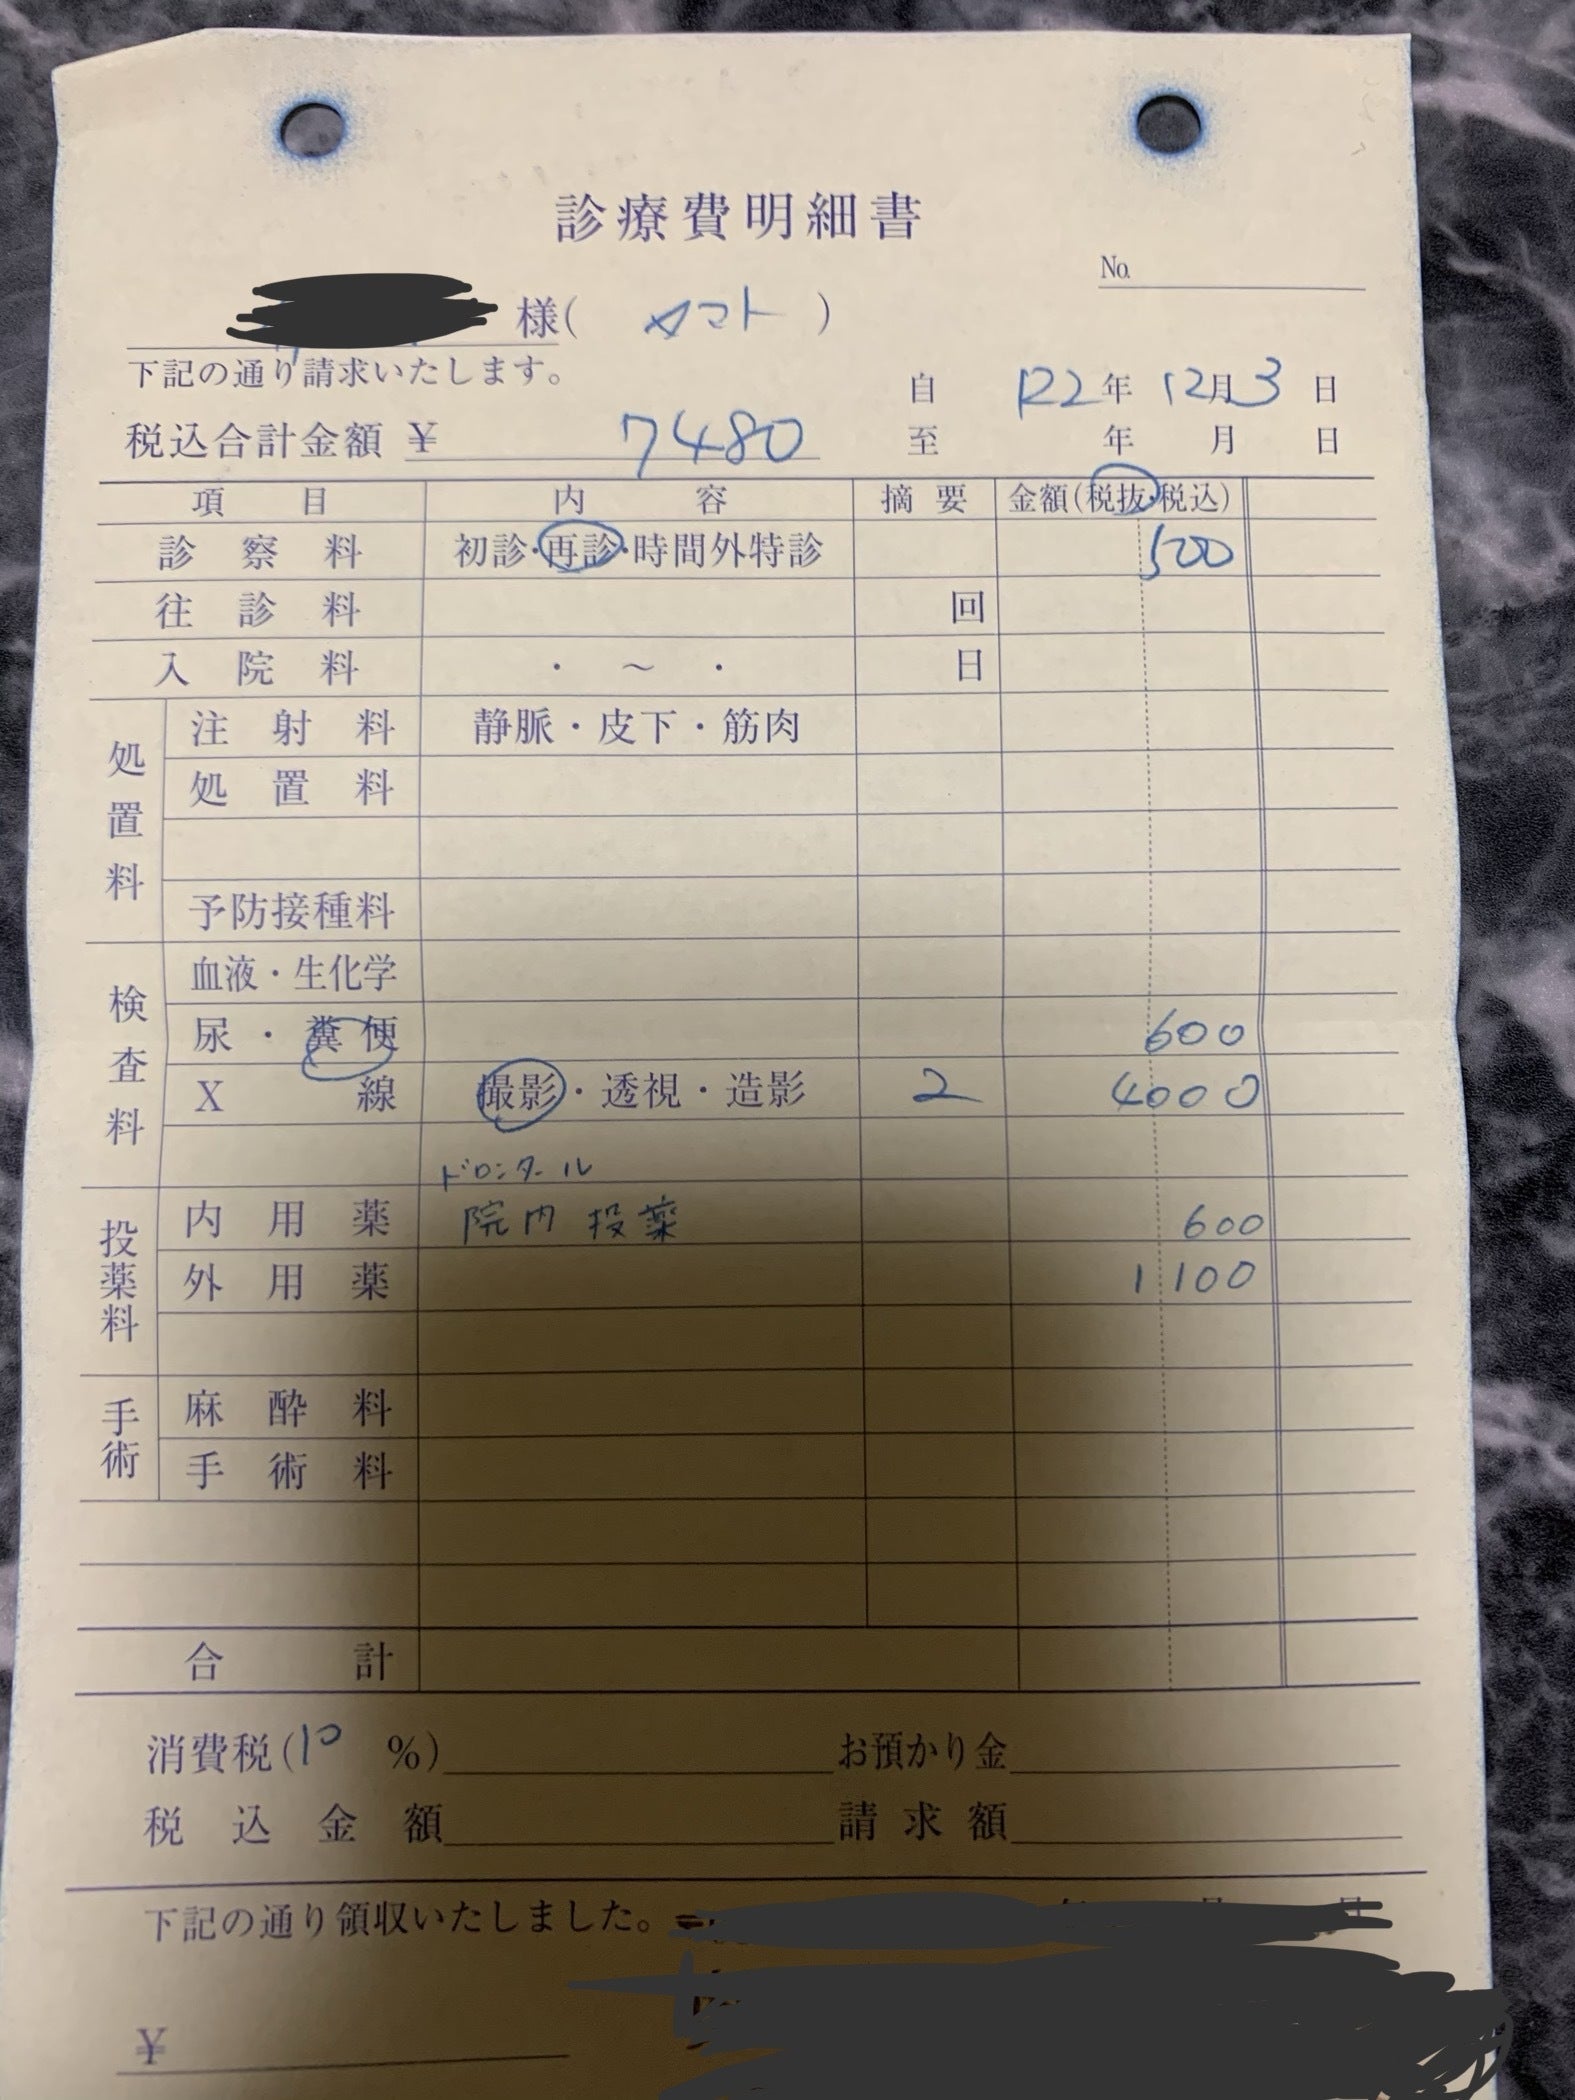 診療費明細書
No.
様( ヤマト )
下記の通り請求いたします。
自 R2年 12月3日
税込合計金額 ¥ 7480
至 年 月 日
項目 内容 摘要 金額(税抜・税込)
診察料 初診・再診・時間外特診 500
往診料 回
入院料 ・ ~ ・ 日
処置料
注射料 静脈・皮下・筋肉
処置料
予防接種料
検査料
血液・生化学
尿・糞便 600
X線 撮影・透視・造影 2 4000
ドロンタール
投薬料
内用薬 院内投薬 600
外用薬 1100
手術
麻酔料
手術料
合計
消費税(10 %) お預かり金
税込金額 請求額
下記の通り領収いたしました。
¥